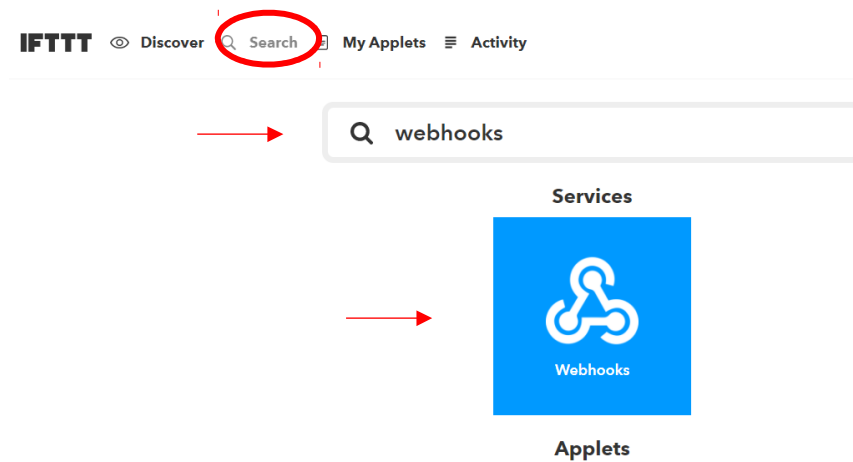 IFTTT Discover Search My Applets Activity
webhooks
Services
Webhooks
Applets